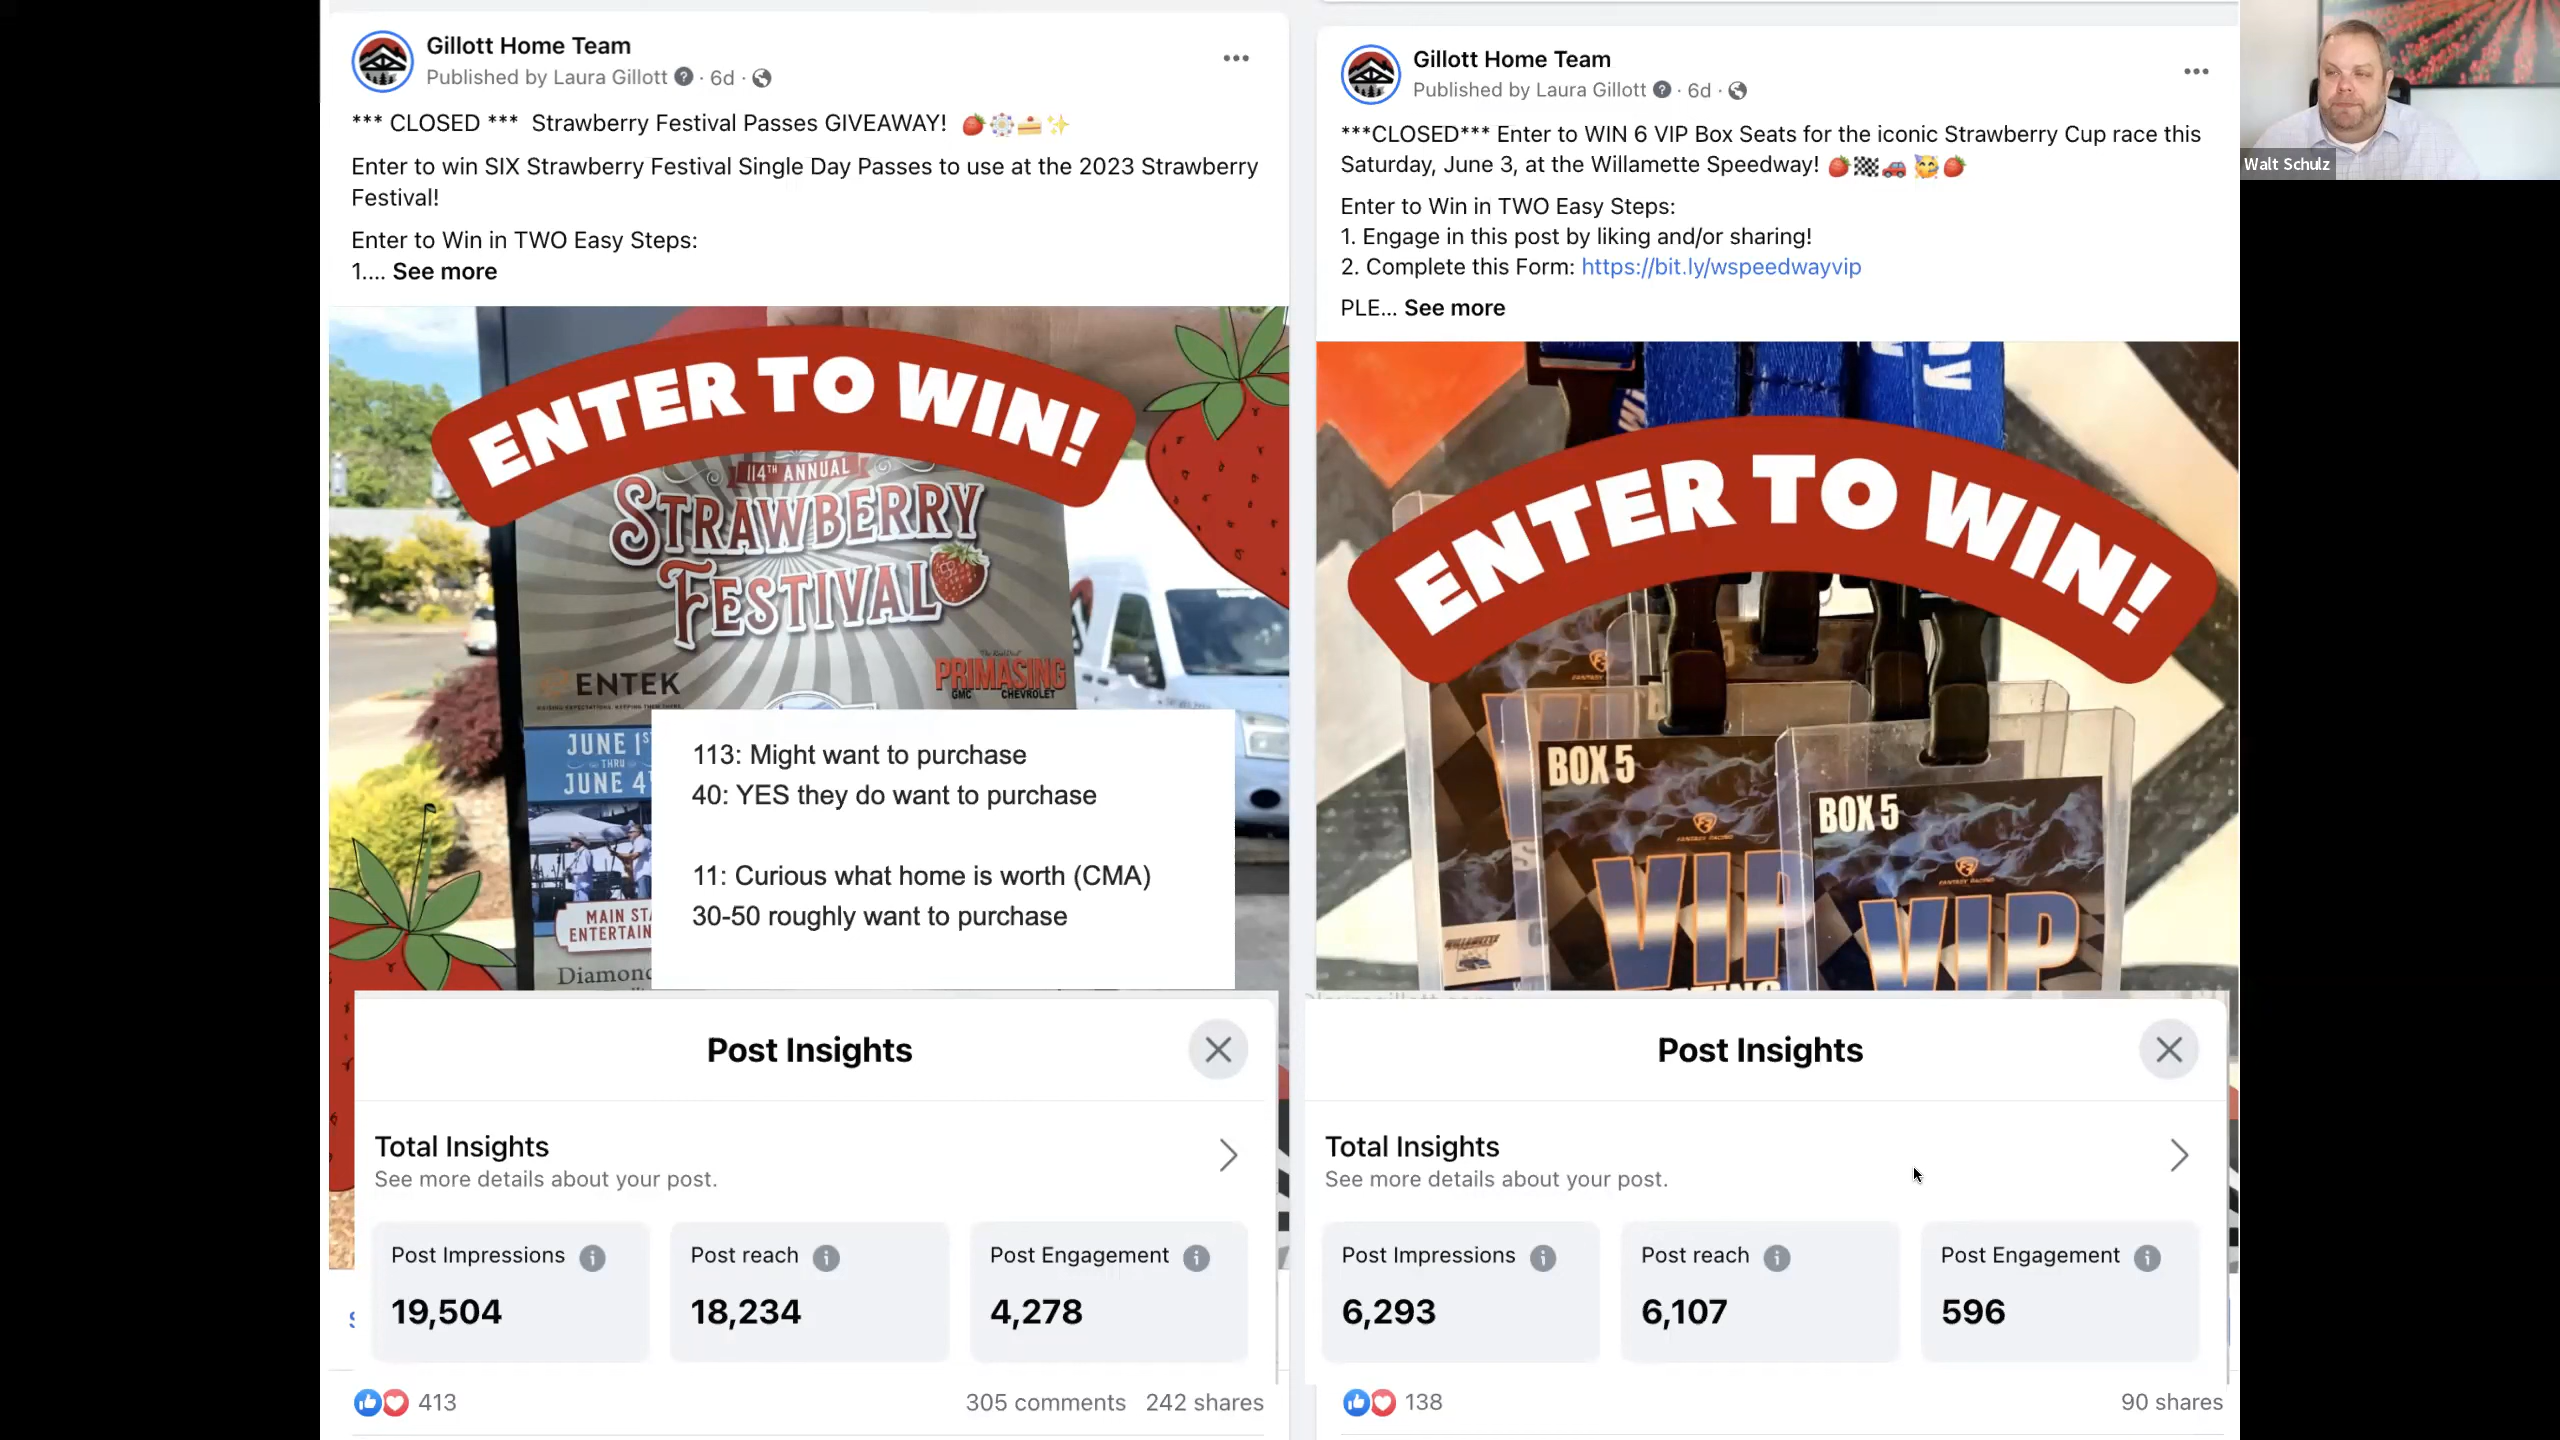 Gillott Home Team
Published by Laura Gillott · 6d ·
*** CLOSED *** Strawberry Festival Passes GIVEAWAY!
Enter to win SIX Strawberry Festival Single Day Passes to use at the 2023 Strawberry
Festival!
Enter to Win in TWO Easy Steps:
1.... See more
ENTER TO WIN!
114TH ANNUAL
STRAWBERRY
FESTIVAL
ENTEK
PRIMASING
GMC CHEVROLET
JUNE 1ST
THRU
JUNE 4
MAIN
113: Might want to purchase
40: YES they do want to purchase
11: Curious what home is worth (CMA)
30-50 roughly want to purchase
Post Insights
Total Insights
See more details about your post.
Post Impressions
19,504
Post reach
18,234
Post Engagement
4,278
413
305 comments 242 shares
Gillott Home Team
Published by Laura Gillott · 6d ·
***CLOSED*** Enter to WIN 6 VIP Box Seats for the iconic Strawberry Cup race this
Saturday, June 3, at the Willamette Speedway!
Enter to Win in TWO Easy Steps:
1. Engage in this post by liking and/or sharing!
2. Complete this Form: https://bit.ly/wspeedwayvip
PLE... See more
ENTER TO WIN!
BOX 5
VIP
BOX 5
FANTASY RACING
VIP
Post Insights
Total Insights
See more details about your post.
Post Impressions
6,293
Post reach
6,107
Post Engagement
596
138
90 shares
Walt Schulz